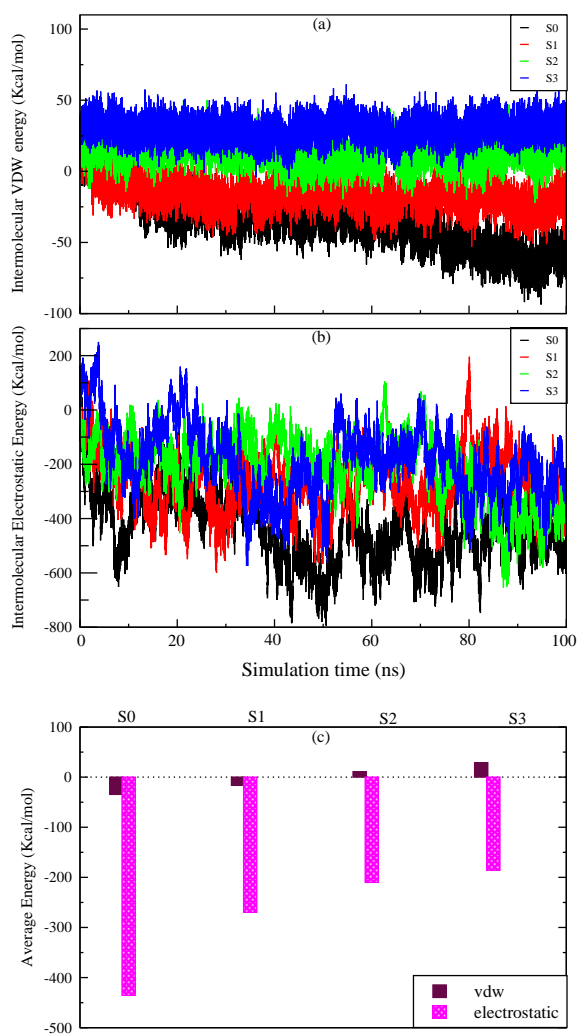 (a)
S0
S1
S2
S3
Intermolecular VDW energy (Kcal/mol)
100
50
0
-50
-100
(b)
S0
S1
S2
S3
Intermolecular Electrostatic Energy (Kcal/mol)
200
0
-200
-400
-600
-800
0 20 40 60 80 100
Simulation time (ns)
S0 S1 S2 S3
(c)
Average Energy (Kcal/mol)
100
0
-100
-200
-300
-400
-500
vdw
electrostatic